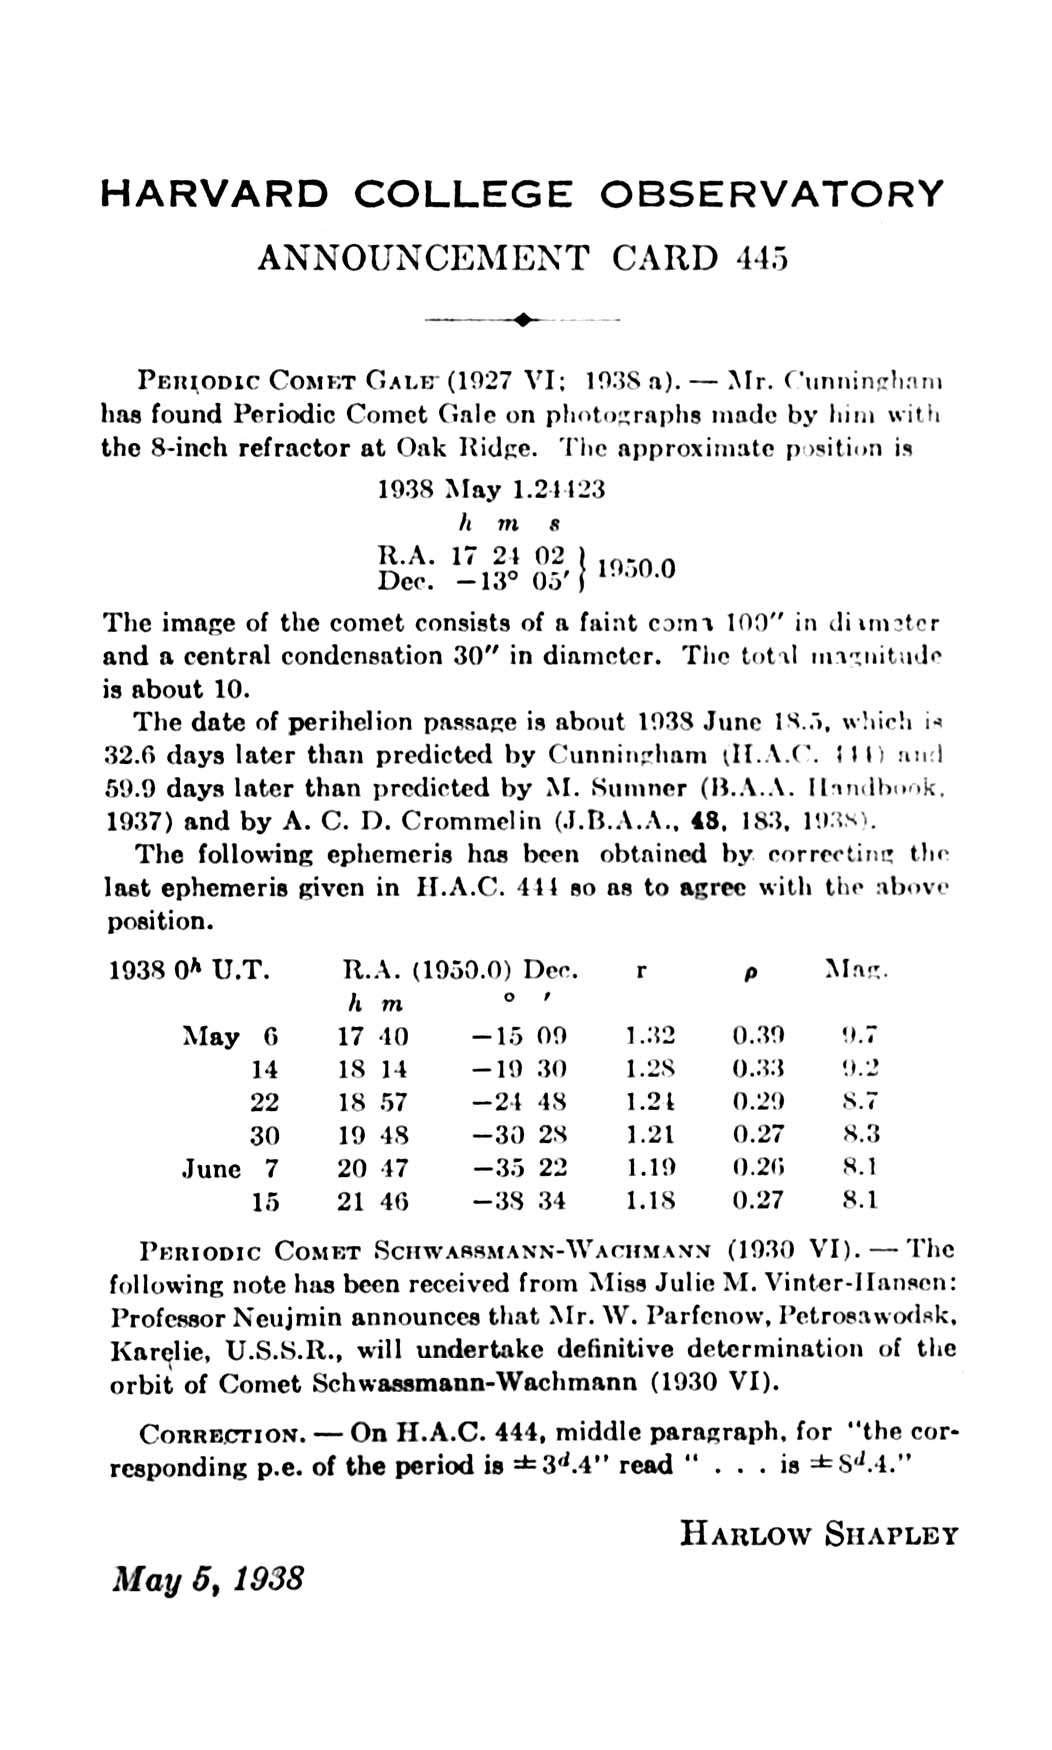 HARVARD COLLEGE OBSERVATORY
ANNOUNCEMENT CARD 445
PERIODIC COMET GALE (1927 VI; 1938 a). — Mr. Cunningham
has found Periodic Comet Gale on photographs made by him with
the 8-inch refractor at Oak Ridge. The approximate position is
1938 May 1.24423
h m s
R.A. 17 24 02 } 1950.0
Dec. −13° 05′
The image of the comet consists of a faint coma 100″ in diameter
and a central condensation 30″ in diameter. The total magnitude
is about 10.
The date of perihelion passage is about 1938 June 18.5, which is
32.6 days later than predicted by Cunningham (H.A.C. 444) and
59.9 days later than predicted by M. Sumner (B.A.A. Handbook,
1937) and by A. C. D. Crommelin (J.B.A.A., 48, 183, 1938).
The following ephemeris has been obtained by correcting the
last ephemeris given in H.A.C. 444 so as to agree with the above
position.
1938 0h U.T. R.A. (1950.0) Dec. r ρ Mag.
h m ° ′
May 6 17 40 −15 09 1.32 0.39 9.7
14 18 14 −19 30 1.28 0.33 9.2
22 18 57 −24 48 1.24 0.29 8.7
30 19 48 −30 28 1.21 0.27 8.3
June 7 20 47 −35 22 1.19 0.26 8.1
15 21 46 −38 34 1.18 0.27 8.1
PERIODIC COMET SCHWASSMANN-WACHMANN (1930 VI). — The
following note has been received from Miss Julie M. Vinter-Hansen:
Professor Neujmin announces that Mr. W. Parfenow, Petrosawodsk,
Karelie, U.S.S.R., will undertake definitive determination of the
orbit of Comet Schwassmann-Wachmann (1930 VI).
CORRECTION. — On H.A.C. 444, middle paragraph, for "the cor-
responding p.e. of the period is ±3d.4" read " . . . is ±8d.4."
HARLOW SHAPLEY
May 5, 1938